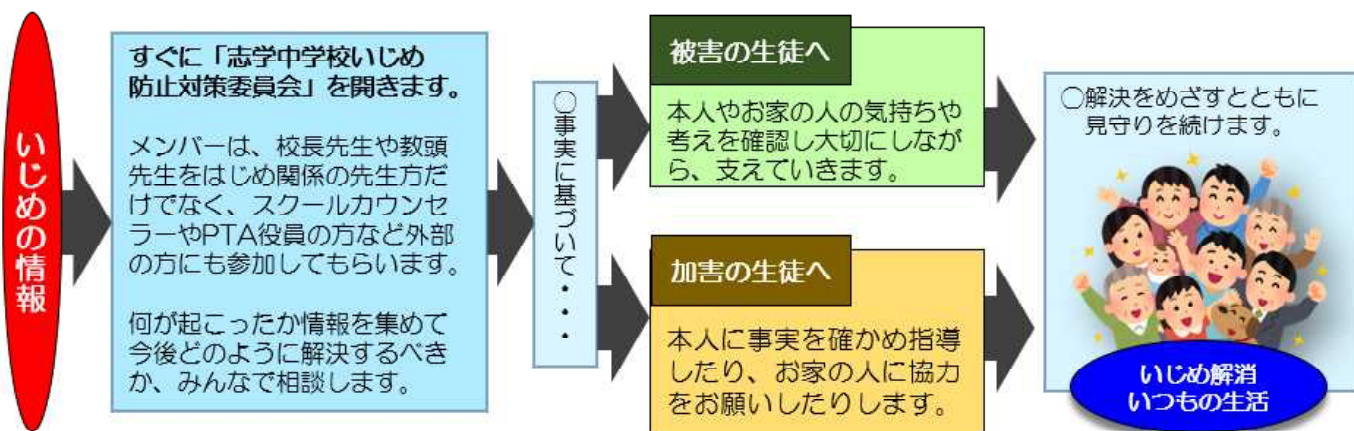 いじめの情報
すぐに「志学中学校いじめ
防止対策委員会」を開きます。
メンバーは、校長先生や教頭
先生をはじめ関係の先生方だ
けでなく、スクールカウンセ
ラーやPTA役員の方など外部
の方にも参加してもらいます。
何が起こったか情報を集めて
今後どのように解決するべき
か、みんなで相談します。
○事実に基づいて・・・
被害の生徒へ
本人やお家の人の気持ちや
考えを確認し大切にしなが
ら、支えていきます。
加害の生徒へ
本人に事実を確かめ指導
したり、お家の人に協力
をお願いしたりします。
○解決をめざすとともに
見守りを続けます。
いじめ解消
いつもの生活